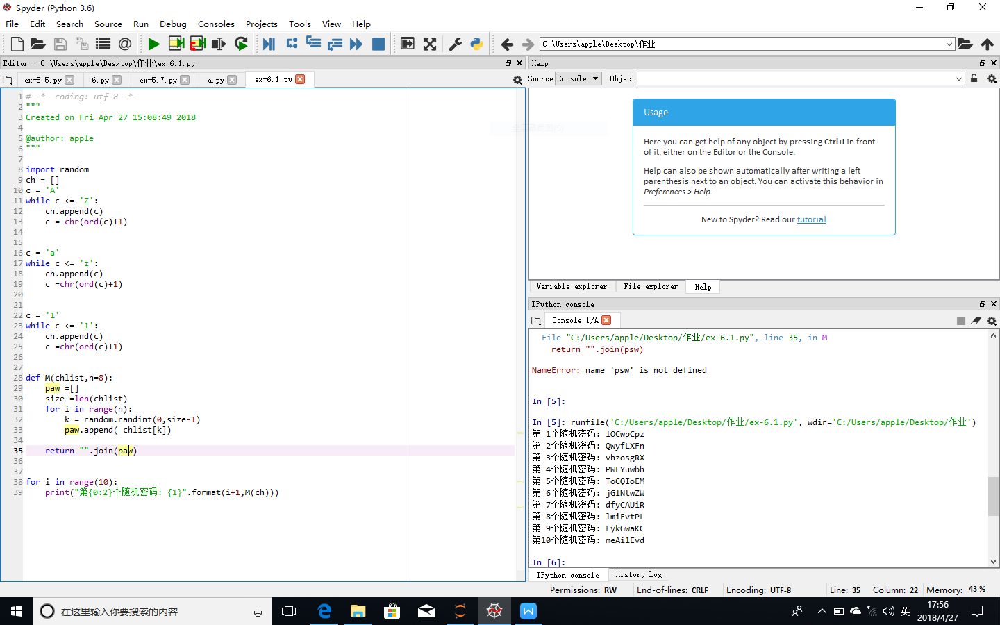 Spyder (Python 3.6)
File Edit Search Source Run Debug Consoles Projects Tools View Help
C:\Users\apple\Desktop\作业
Editor - C:\Users\apple\Desktop\作业\ex-6.1.py
Help
ex-5.5.py 6.py ex-5.7.py a.py ex-6.1.py
Source Console Object
1 # -*- coding: utf-8 -*-
2 """
3 Created on Fri Apr 27 15:08:49 2018
4
5 @author: apple
6 """
7
8 import random
9 ch = []
10 c = 'A'
11 while c <= 'Z':
12     ch.append(c)
13     c = chr(ord(c)+1)
14
15
16 c = 'a'
17 while c <= 'z':
18     ch.append(c)
19     c =chr(ord(c)+1)
20
21
22 c = '1'
23 while c <= '1':
24     ch.append(c)
25     c =chr(ord(c)+1)
26
27
28 def M(chlist,n=8):
29     paw =[]
30     size =len(chlist)
31     for i in range(n):
32         k = random.randint(0,size-1)
33         paw.append( chlist[k])
34
35     return "".join(paw)
36
37
38 for i in range(10):
39     print("第{0:2}个随机密码: {1}".format(i+1,M(ch)))
Usage
Here you can get help of any object by pressing Ctrl+I in front
of it, either on the Editor or the Console.
Help can also be shown automatically after writing a left
parenthesis next to an object. You can activate this behavior in
Preferences > Help.
New to Spyder? Read our tutorial
Variable explorer File explorer Help
IPython console
Console 1/A
File "C:/Users/apple/Desktop/作业/ex-6.1.py", line 35, in M
return "".join(psw)
NameError: name 'psw' is not defined
In [5]:
In [5]: runfile('C:/Users/apple/Desktop/作业/ex-6.1.py', wdir='C:/Users/apple/Desktop/作业')
第 1个随机密码: lOCwpCpz
第 2个随机密码: QwyfLXFn
第 3个随机密码: vhzosgRX
第 4个随机密码: PWFYuwbh
第 5个随机密码: ToCQIoEM
第 6个随机密码: jGlNtwZW
第 7个随机密码: dfyCAUiR
第 8个随机密码: lmiFvtPL
第 9个随机密码: LykGwaKC
第10个随机密码: meAi1Evd
In [6]:
IPython console History log
Permissions: RW End-of-lines: CRLF Encoding: UTF-8 Line: 35 Column: 22 Memory: 43 %
在这里输入你要搜索的内容
英
17:56
2018/4/27